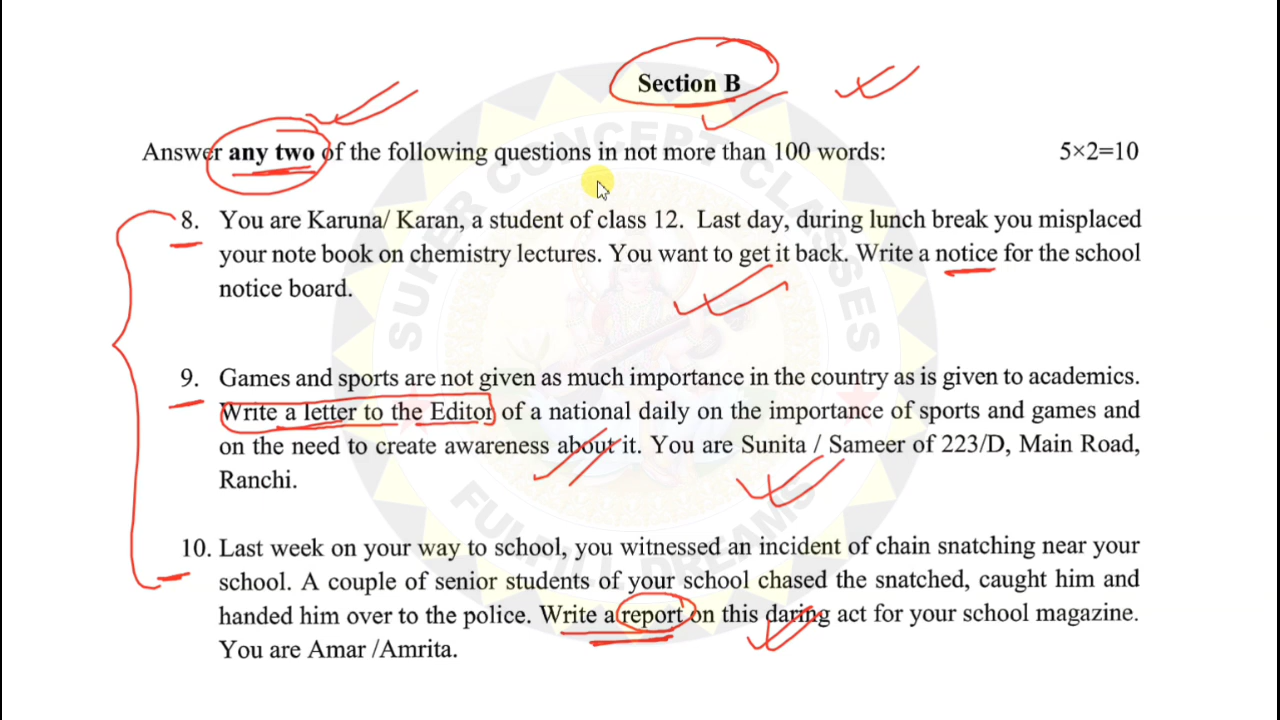 Section B
Answer any two of the following questions in not more than 100 words: 5×2=10
8. You are Karuna/ Karan, a student of class 12. Last day, during lunch break you misplaced
your note book on chemistry lectures. You want to get it back. Write a notice for the school
notice board.
9. Games and sports are not given as much importance in the country as is given to academics.
Write a letter to the Editor of a national daily on the importance of sports and games and
on the need to create awareness about it. You are Sunita / Sameer of 223/D, Main Road,
Ranchi.
10. Last week on your way to school, you witnessed an incident of chain snatching near your
school. A couple of senior students of your school chased the snatched, caught him and
handed him over to the police. Write a report on this daring act for your school magazine.
You are Amar /Amrita.
SUPER CONCEPT CLASSES
FULFILL DREAMS